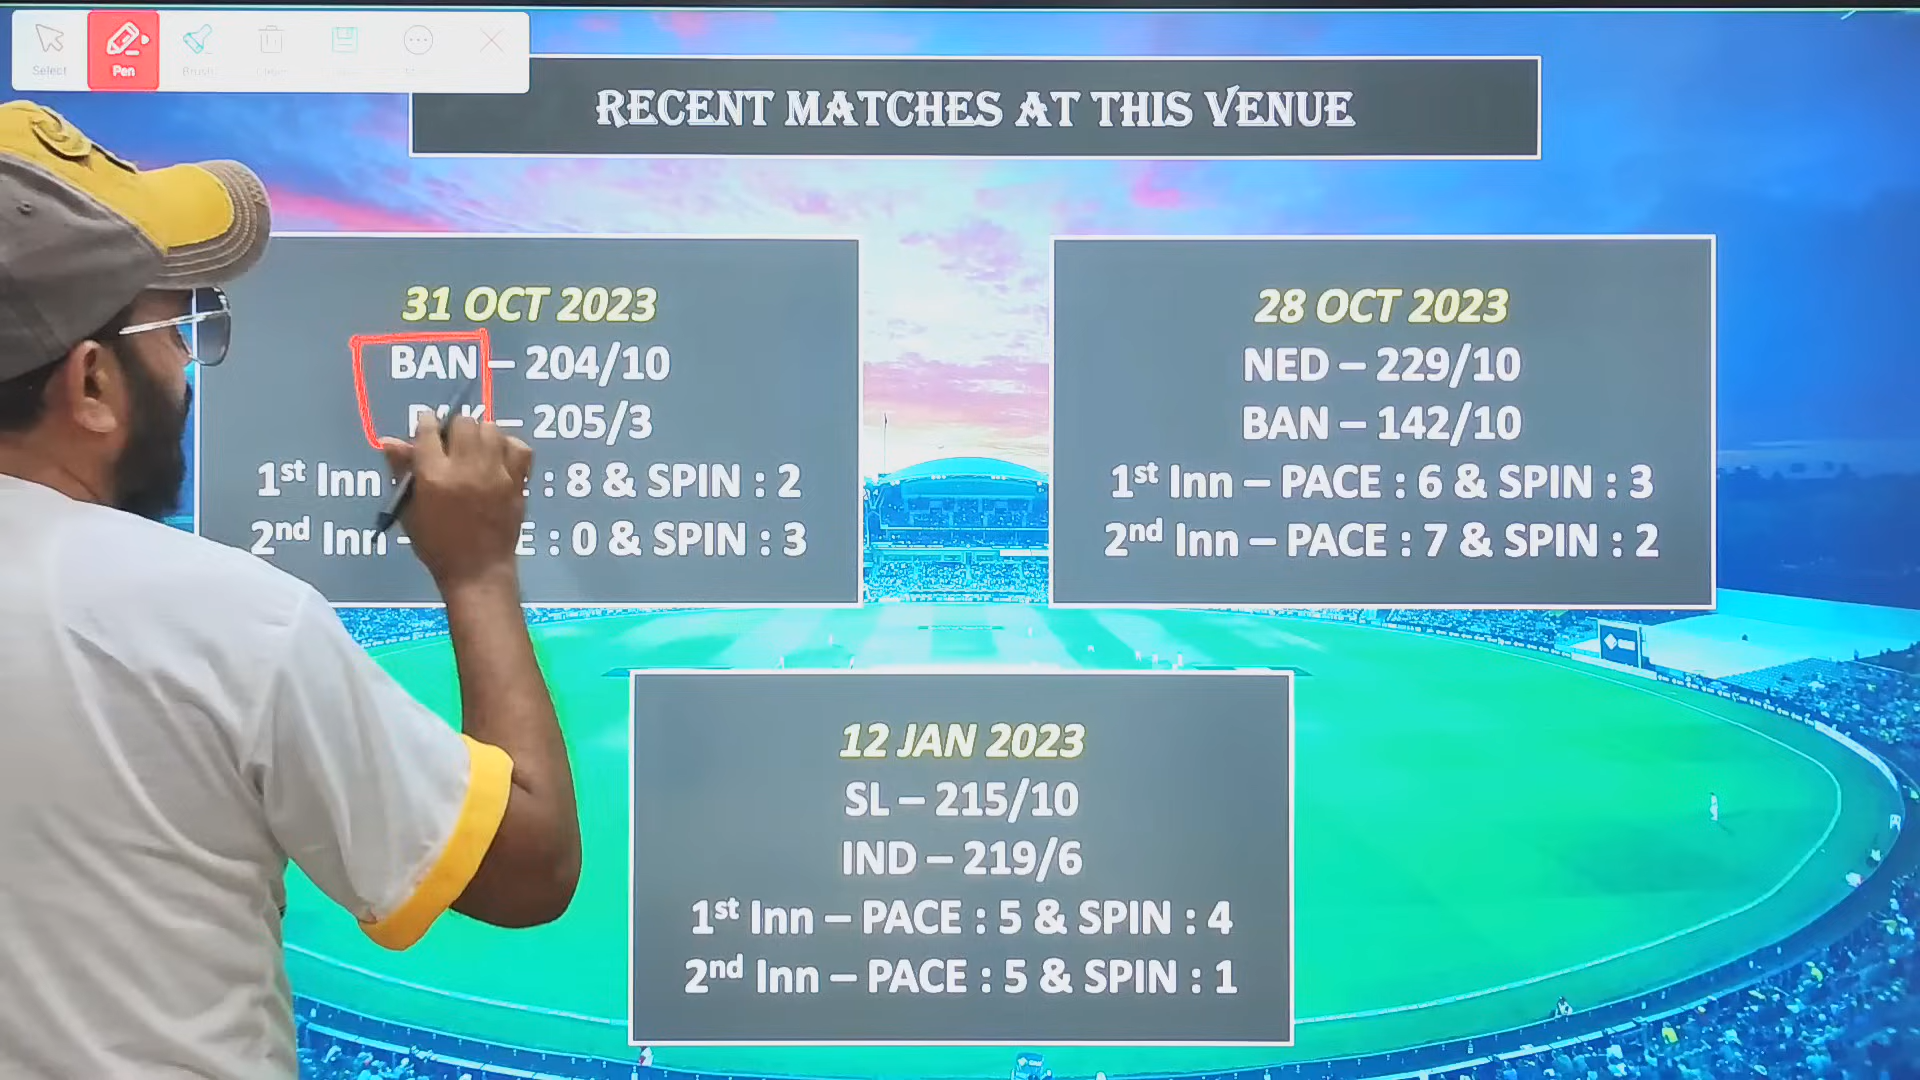 Select
Pen
Brush
RECENT MATCHES AT THIS VENUE
31 OCT 2023
BAN – 204/10
PAK – 205/3
1st Inn : 8 & SPIN : 2
2nd Inn – E : 0 & SPIN : 3
28 OCT 2023
NED – 229/10
BAN – 142/10
1st Inn – PACE : 6 & SPIN : 3
2nd Inn – PACE : 7 & SPIN : 2
12 JAN 2023
SL – 215/10
IND – 219/6
1st Inn – PACE : 5 & SPIN : 4
2nd Inn – PACE : 5 & SPIN : 1